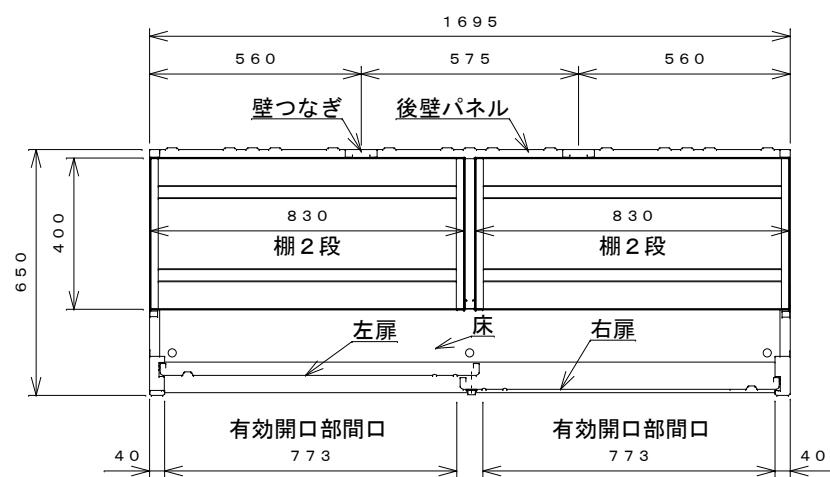 1695
560 575 560
壁つなぎ 後壁パネル
650
400
830 830
棚２段 棚２段
左扉 床 右扉
有効開口部間口 有効開口部間口
40 773 773 40